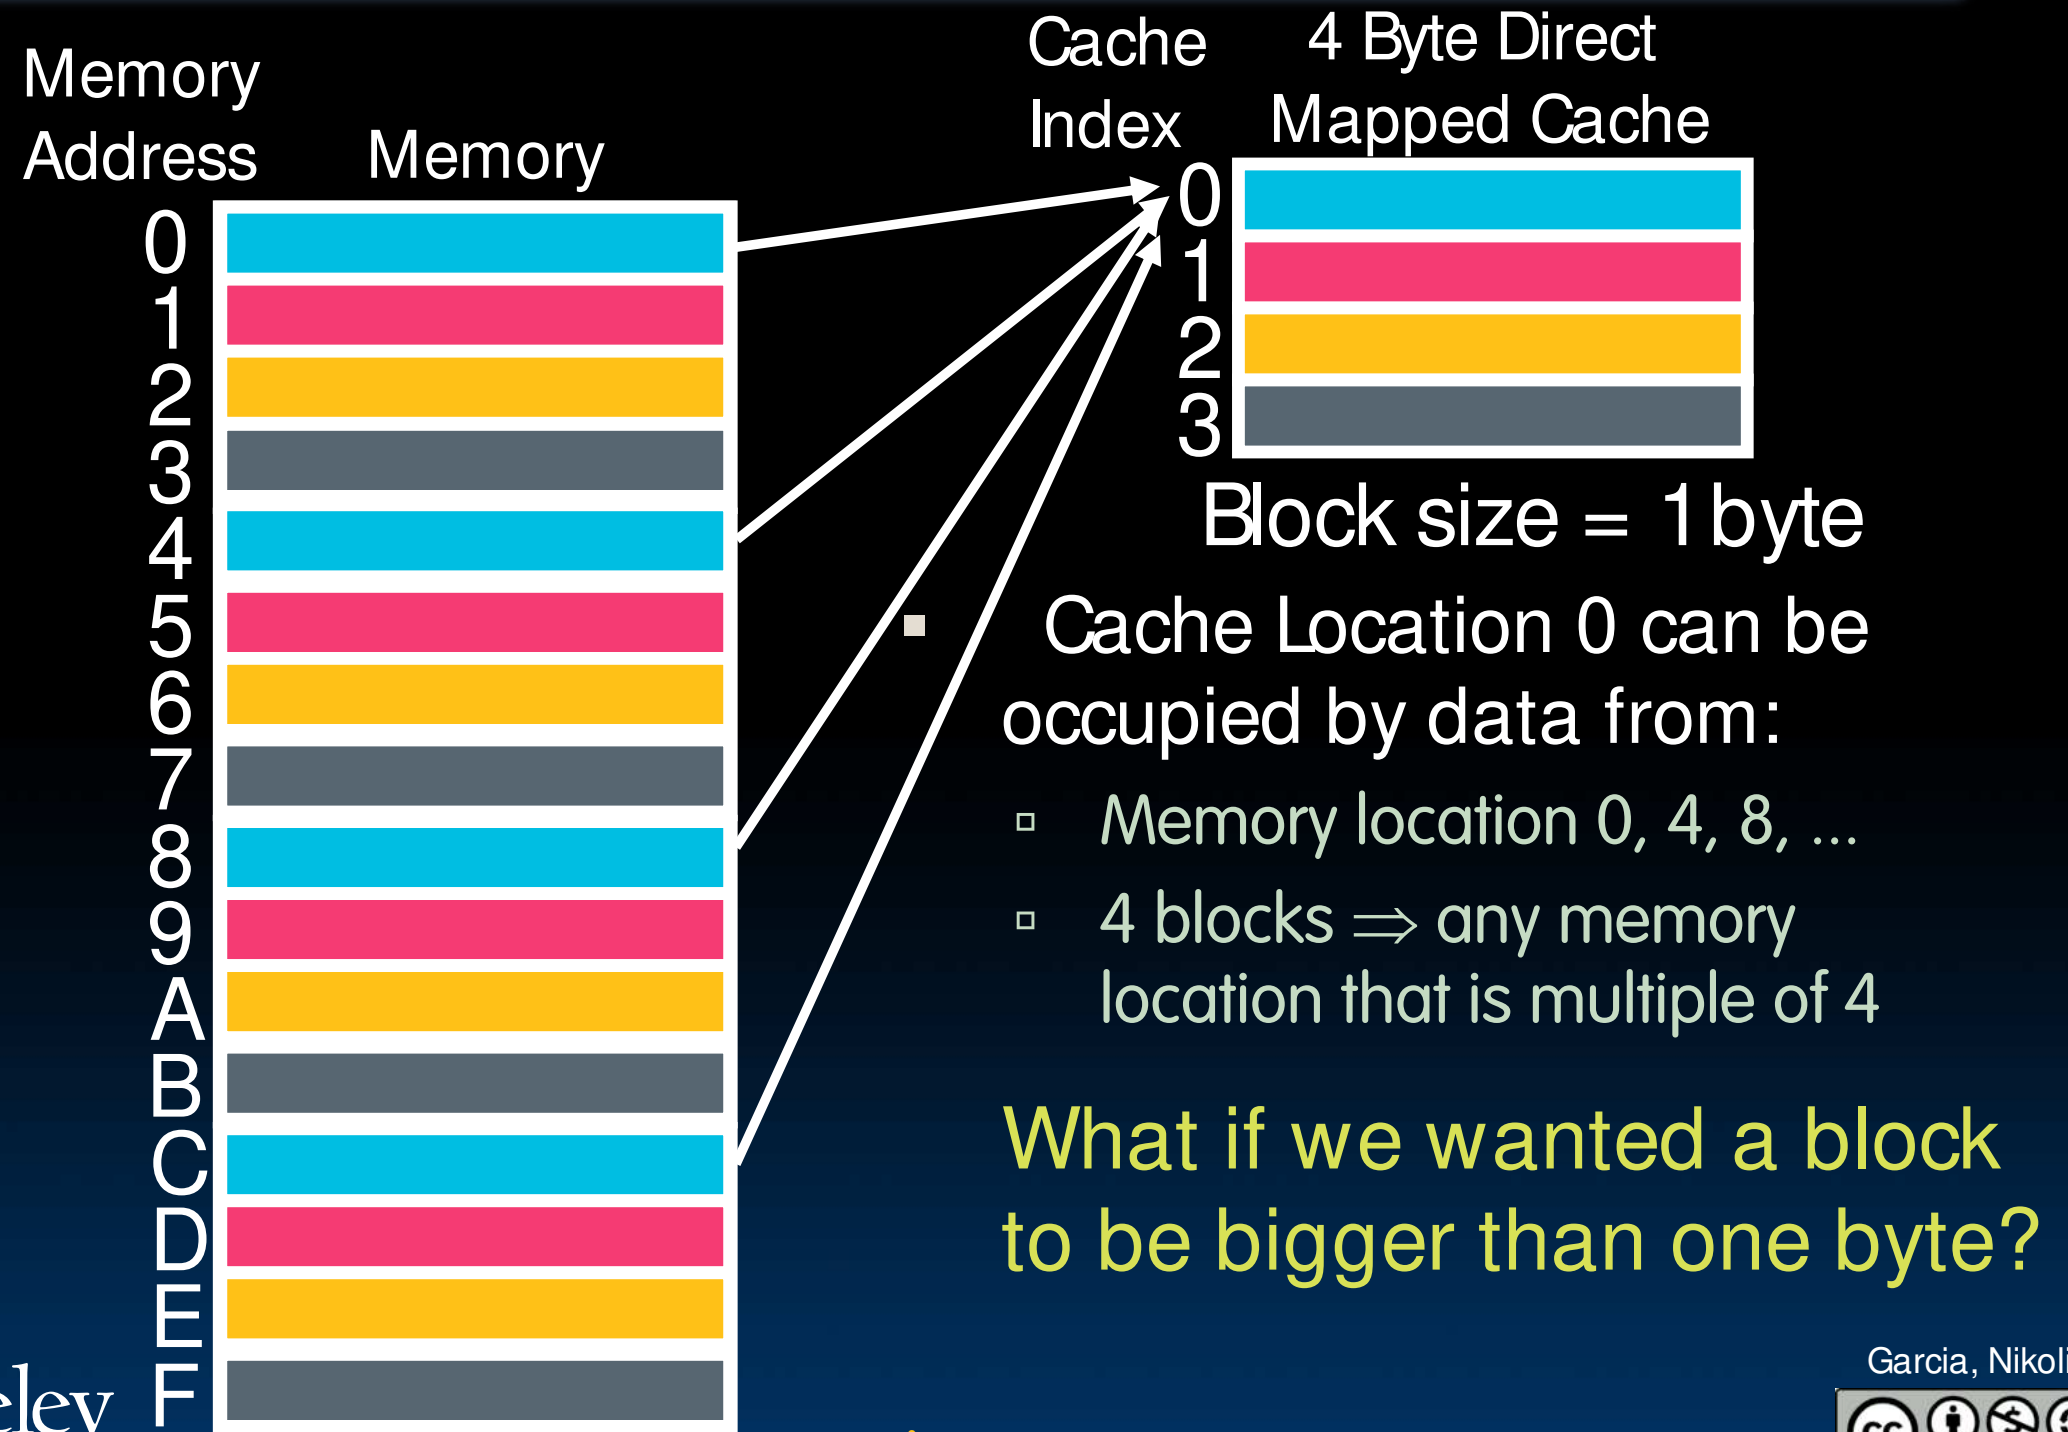 Memory
Address
Memory
0
1
2
3
4
5
6
7
8
9
A
B
C
D
E
F
Cache
Index
4 Byte Direct
Mapped Cache
0
1
2
3
Block size = 1 byte
Cache Location 0 can be
occupied by data from:
Memory location 0, 4, 8, ...
4 blocks ⇒ any memory
location that is multiple of 4
What if we wanted a block
to be bigger than one byte?
Garcia, Nikoli
eley
cc